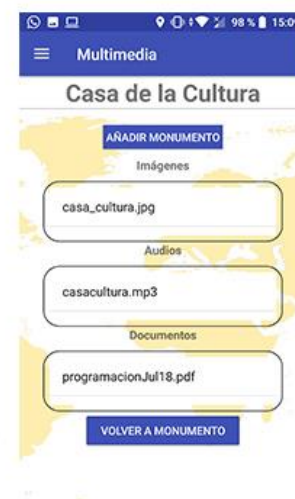 98 % 15:09
Multimedia
Casa de la Cultura
AÑADIR MONUMENTO
Imágenes
casa_cultura.jpg
Audios
casacultura.mp3
Documentos
programacionJul18.pdf
VOLVER A MONUMENTO